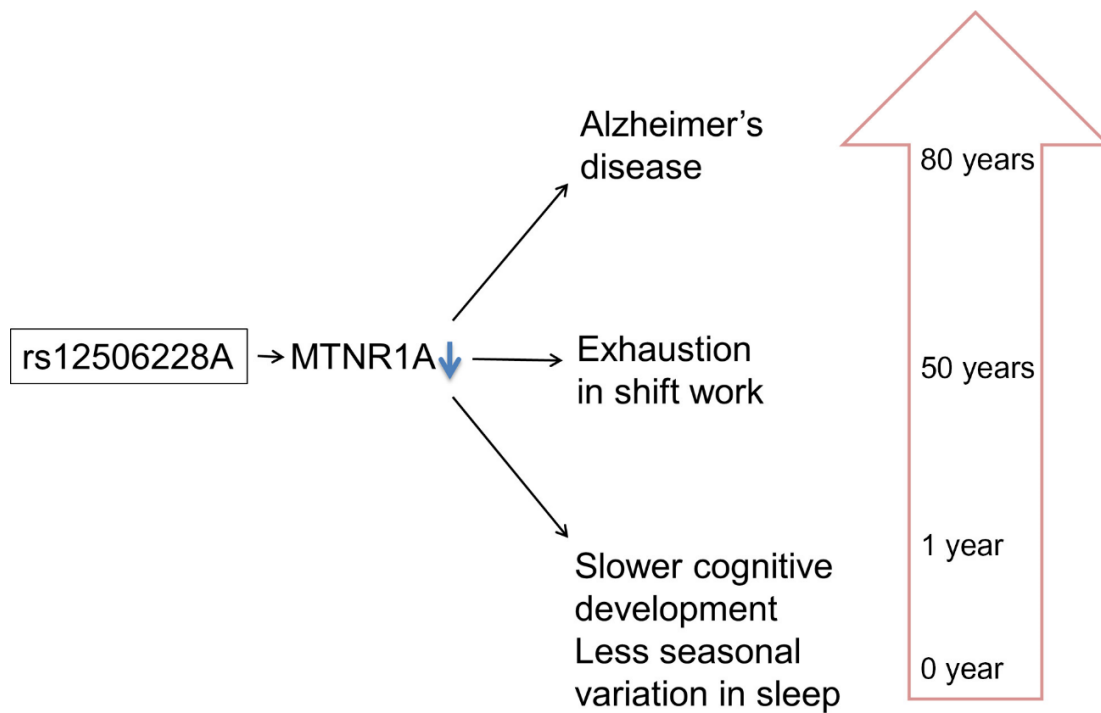 Alzheimer's
disease
80 years
rs12506228A
MTNR1A
Exhaustion
in shift work
50 years
1 year
Slower cognitive
development
Less seasonal
variation in sleep
0 year